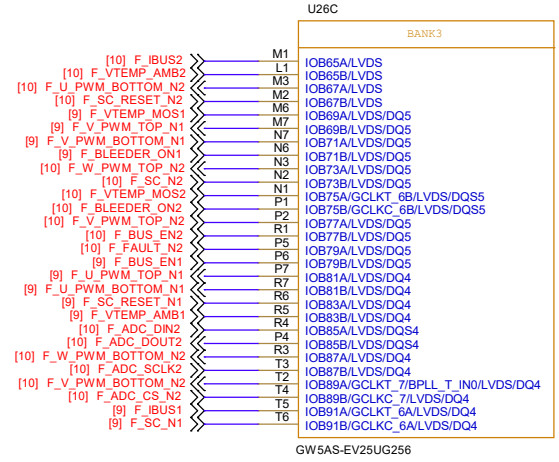 U26C
BANK3
[10] F_IBUS2 M1 IOB65A/LVDS
[10] F_VTEMP_AMB2 L1 IOB65B/LVDS
[10] F_U_PWM_BOTTOM_N2 M3 IOB67A/LVDS
[10] F_SC_RESET_N2 M2 IOB67B/LVDS
[9] F_VTEMP_MOS1 M6 IOB69A/LVDS/DQ5
[9] F_V_PWM_TOP_N1 M7 IOB69B/LVDS/DQ5
[9] F_V_PWM_BOTTOM_N1 N7 IOB71A/LVDS/DQ5
[9] F_BLEEDER_ON1 N6 IOB71B/LVDS/DQ5
[10] F_W_PWM_TOP_N2 N3 IOB73A/LVDS/DQ5
[10] F_SC_N2 N2 IOB73B/LVDS/DQ5
[10] F_VTEMP_MOS2 N1 IOB75A/GCLKT_6B/LVDS/DQS5
[10] F_BLEEDER_ON2 P1 IOB75B/GCLKC_6B/LVDS/DQS5
[10] F_V_PWM_TOP_N2 P2 IOB77A/LVDS/DQ5
[10] F_BUS_EN2 R1 IOB77B/LVDS/DQ5
[10] F_FAULT_N2 P5 IOB79A/LVDS/DQ5
[9] F_BUS_EN1 P6 IOB79B/LVDS/DQ5
[9] F_U_PWM_TOP_N1 P7 IOB81A/LVDS/DQ4
[9] F_U_PWM_BOTTOM_N1 R7 IOB81B/LVDS/DQ4
[9] F_SC_RESET_N1 R6 IOB83A/LVDS/DQ4
[9] F_VTEMP_AMB1 R5 IOB83B/LVDS/DQ4
[10] F_ADC_DIN2 R4 IOB85A/LVDS/DQS4
[10] F_ADC_DOUT2 P4 IOB85B/LVDS/DQS4
[10] F_W_PWM_BOTTOM_N2 R3 IOB87A/LVDS/DQ4
[10] F_ADC_SCLK2 T3 IOB87B/LVDS/DQ4
[10] F_V_PWM_BOTTOM_N2 T2 IOB89A/GCLKT_7/BPLL_T_IN0/LVDS/DQ4
[10] F_ADC_CS_N2 T4 IOB89B/GCLKC_7/LVDS/DQ4
[9] F_IBUS1 T5 IOB91A/GCLKT_6A/LVDS/DQ4
[9] F_SC_N1 T6 IOB91B/GCLKC_6A/LVDS/DQ4
GW5AS-EV25UG256